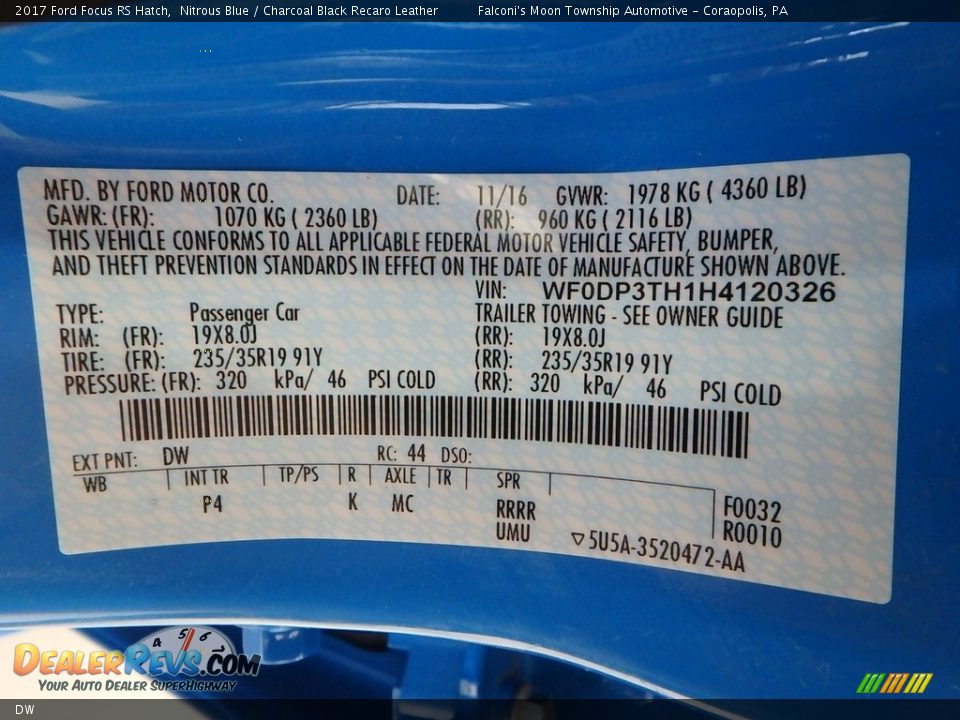 2017 Ford Focus RS Hatch, Nitrous Blue / Charcoal Black Recaro Leather Falconi's Moon Township Automotive - Coraopolis, PA
MFD. BY FORD MOTOR CO. DATE: 11/16 GVWR: 1978 KG ( 4360 LB)
GAWR: (FR): 1070 KG ( 2360 LB) (RR): 960 KG ( 2116 LB)
THIS VEHICLE CONFORMS TO ALL APPLICABLE FEDERAL MOTOR VEHICLE SAFETY, BUMPER,
AND THEFT PREVENTION STANDARDS IN EFFECT ON THE DATE OF MANUFACTURE SHOWN ABOVE.
VIN: WF0DP3TH1H4120326
TYPE: Passenger Car TRAILER TOWING - SEE OWNER GUIDE
RIM: (FR): 19X8.0J (RR): 19X8.0J
TIRE: (FR): 235/35R19 91Y (RR): 235/35R19 91Y
PRESSURE: (FR): 320 kPa/ 46 PSI COLD (RR): 320 kPa/ 46 PSI COLD
EXT PNT: DW RC: 44 DSO:
WB INT TR TP/PS R AXLE TR SPR
P4 K MC RRRR F0032
UMU R0010
▽5U5A-3520472-AA
4 5 6
DEALERREVS.COM
YOUR AUTO DEALER SUPERHIGHWAY
DW